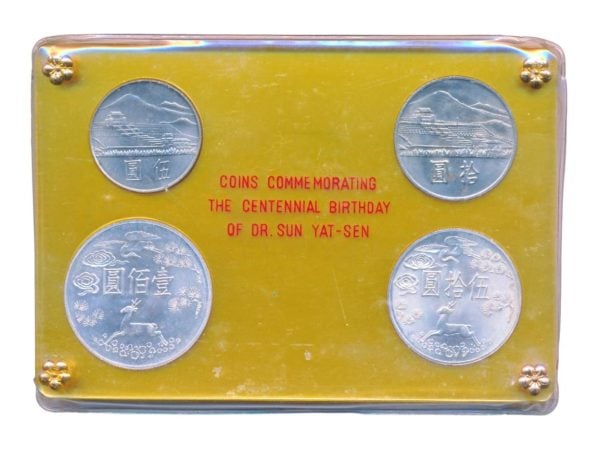 伍圓
拾圓
COINS COMMEMORATING
THE CENTENNIAL BIRTHDAY
OF DR. SUN YAT-SEN
壹佰圓
伍拾圓